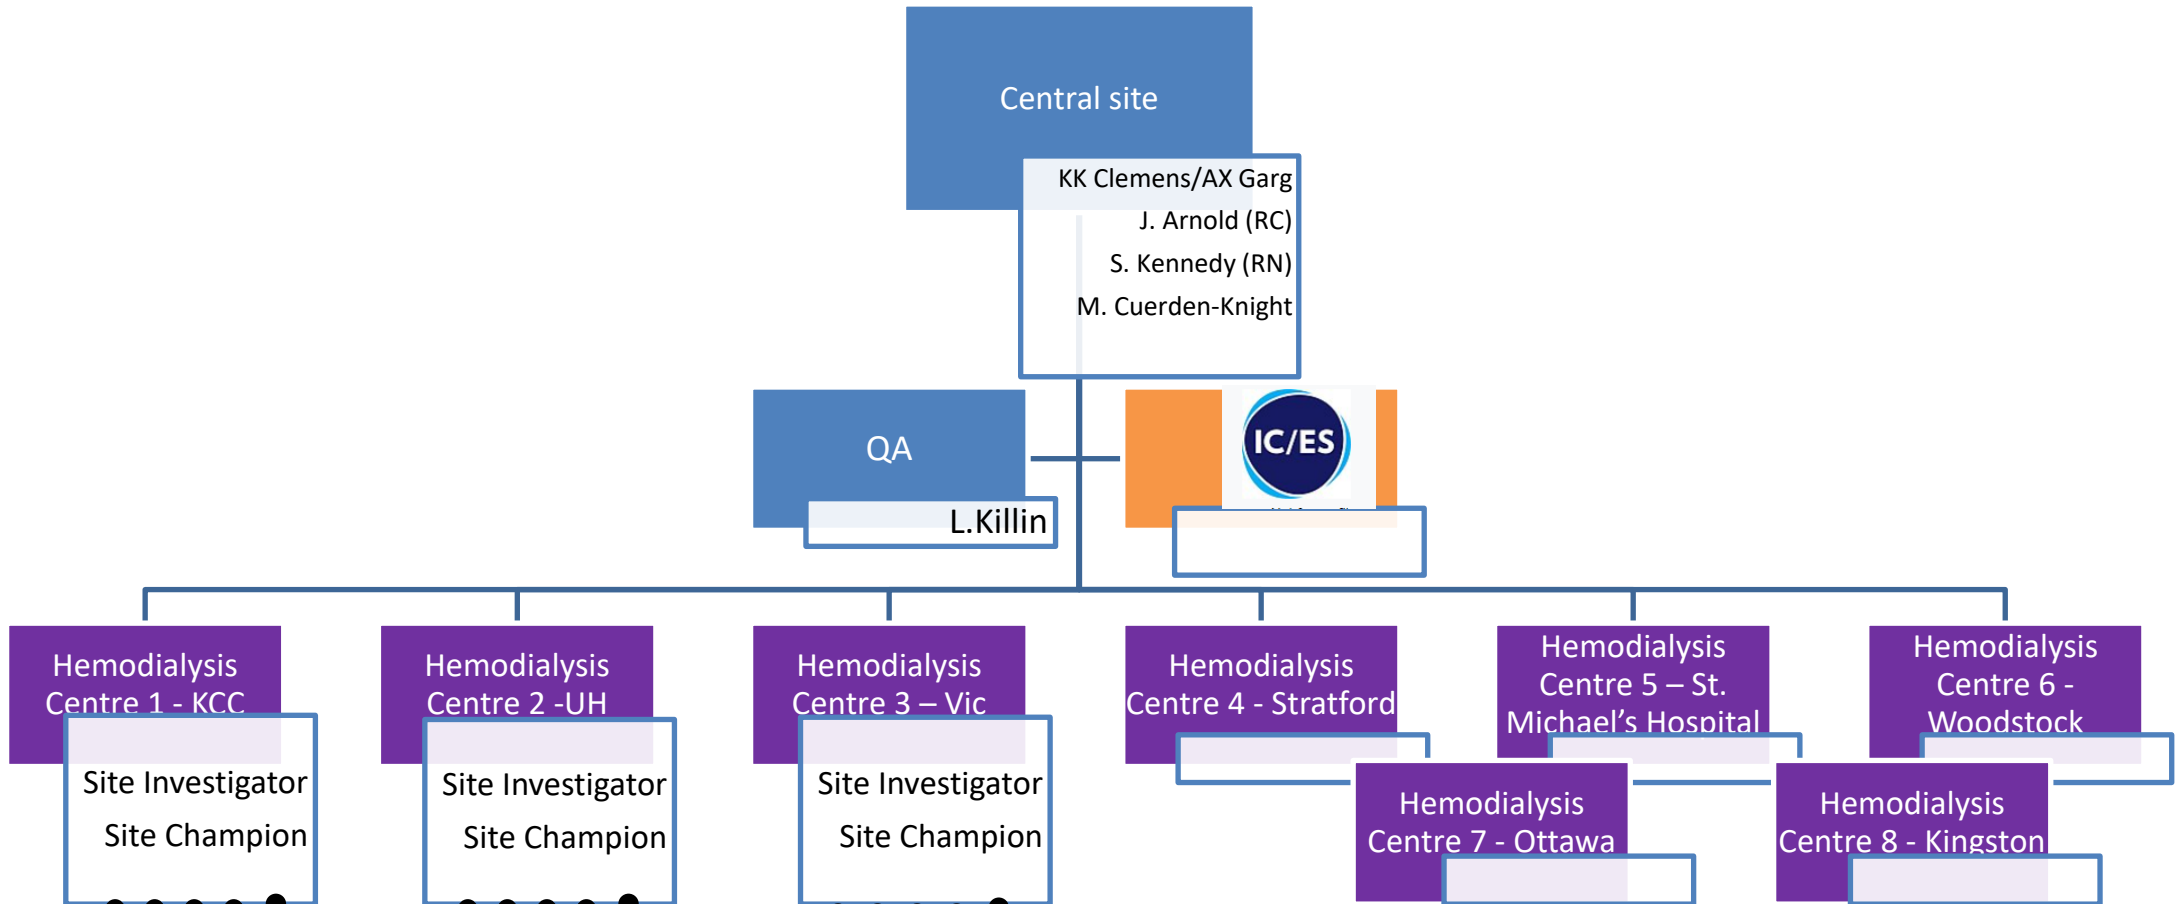 Central site
KK Clemens/AX Garg
J. Arnold (RC)
S. Kennedy (RN)
M. Cuerden-Knight
QA
L.Killin
IC/ES
Hemodialysis
Centre 1 - KCC
Site Investigator
Site Champion
Hemodialysis
Centre 2 -UH
Site Investigator
Site Champion
Hemodialysis
Centre 3 – Vic
Site Investigator
Site Champion
Hemodialysis
Centre 4 - Stratford
Hemodialysis
Centre 5 – St.
Michael's Hospital
Hemodialysis
Centre 6 -
Woodstock
Hemodialysis
Centre 7 - Ottawa
Hemodialysis
Centre 8 - Kingston